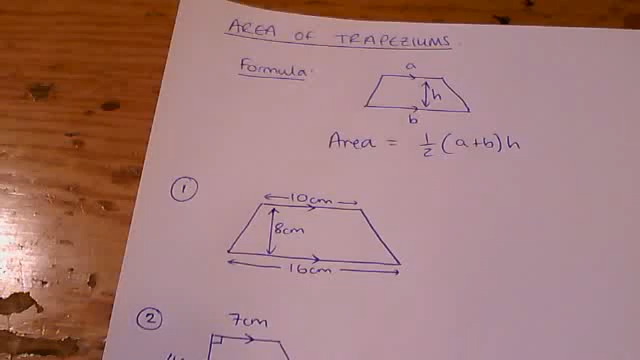 AREA OF TRAPEZIUMS.
Formula:
a
h
b
Area = 1/2 (a+b)h
1
10cm
8cm
16cm
2
7cm